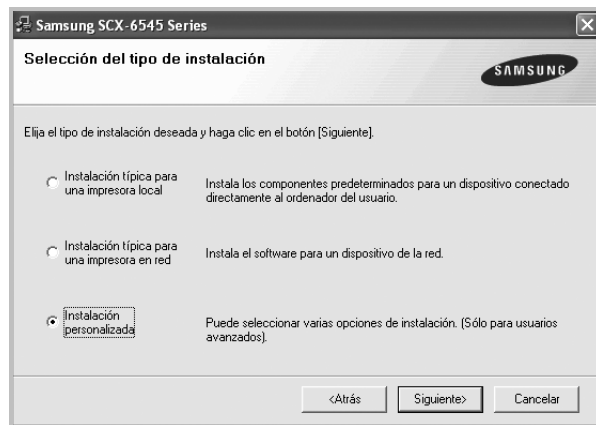 Samsung SCX-6545 Series
Selección del tipo de instalación
SAMSUNG
Elija el tipo de instalación deseada y haga clic en el botón [Siguiente].
Instalación típica para
una impresora local
Instala los componentes predeterminados para un dispositivo conectado
directamente al ordenador del usuario.
Instalación típica para
una impresora en red
Instala el software para un dispositivo de la red.
Instalación
personalizada
Puede seleccionar varias opciones de instalación. (Sólo para usuarios
avanzados).
<Atrás
Siguiente>
Cancelar